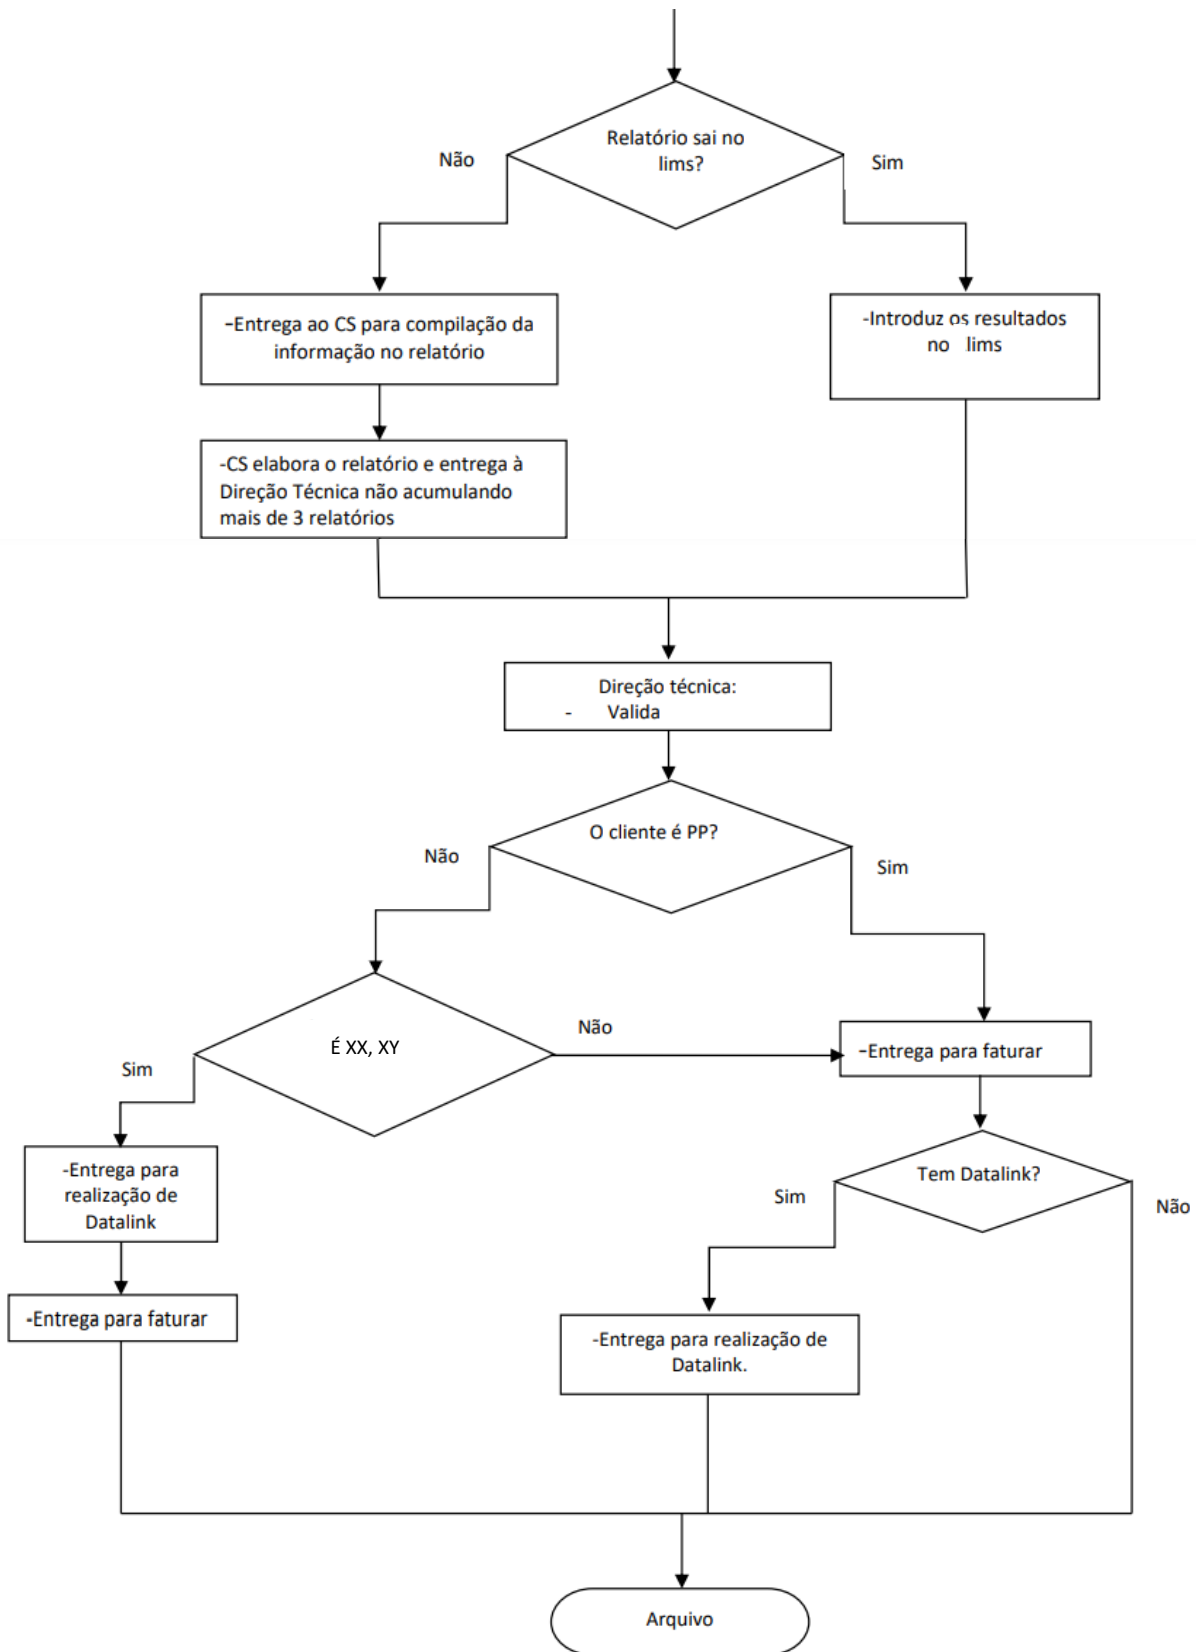 Relatório sai no
lims?
Não
Sim
-Entrega ao CS para compilação da
informação no relatório
-Introduz os resultados
no lims
-CS elabora o relatório e entrega à
Direção Técnica não acumulando
mais de 3 relatórios
Direção técnica:
- Valida
O cliente é PP?
Não
Sim
É XX, XY
Não
Sim
-Entrega para faturar
-Entrega para
realização de
Datalink
Tem Datalink?
Sim
Não
-Entrega para faturar
-Entrega para realização de
Datalink.
Arquivo